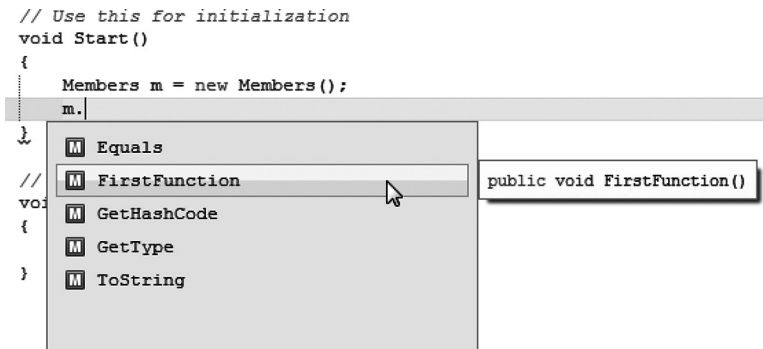 // Use this for initialization
void Start()
{
Members m = new Members();
m.
}
M Equals
// M FirstFunction public void FirstFunction()
voi M GetHashCode
{
M GetType
} M ToString